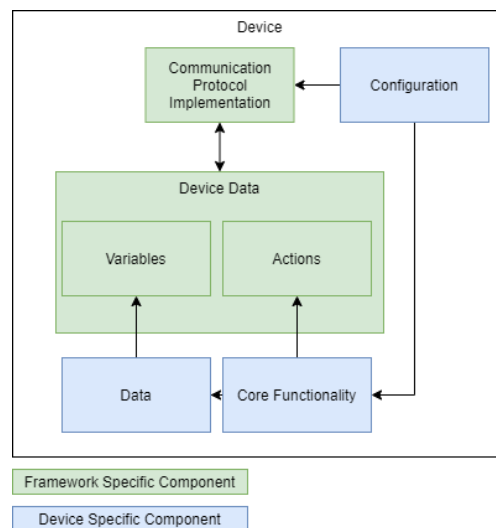 Device
Communication
Protocol
Implementation
Configuration
Device Data
Variables
Actions
Data
Core Functionality
Framework Specific Component
Device Specific Component